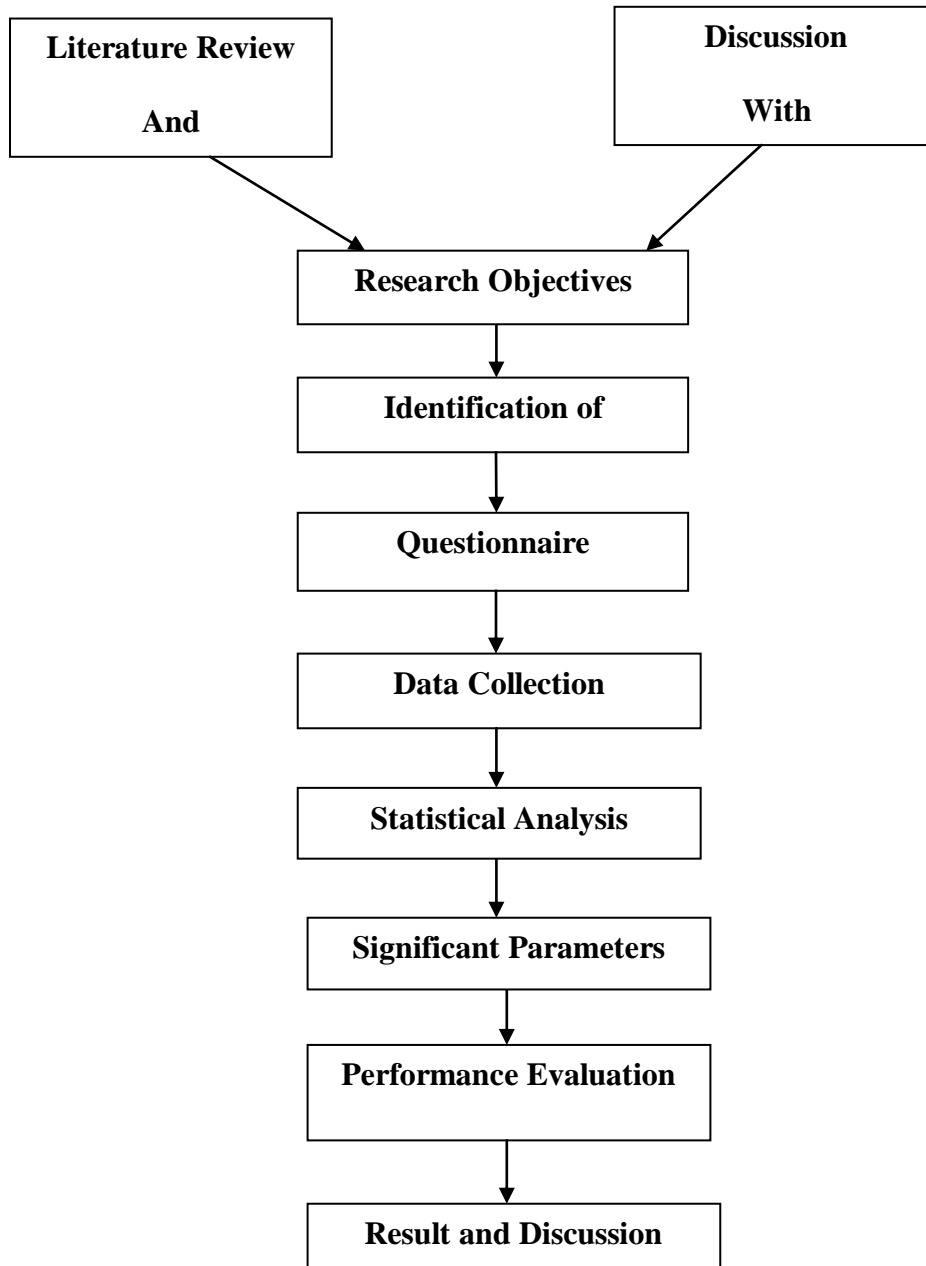 Literature Review
And
Discussion
With
Research Objectives
Identification of
Questionnaire
Data Collection
Statistical Analysis
Significant Parameters
Performance Evaluation
Result and Discussion